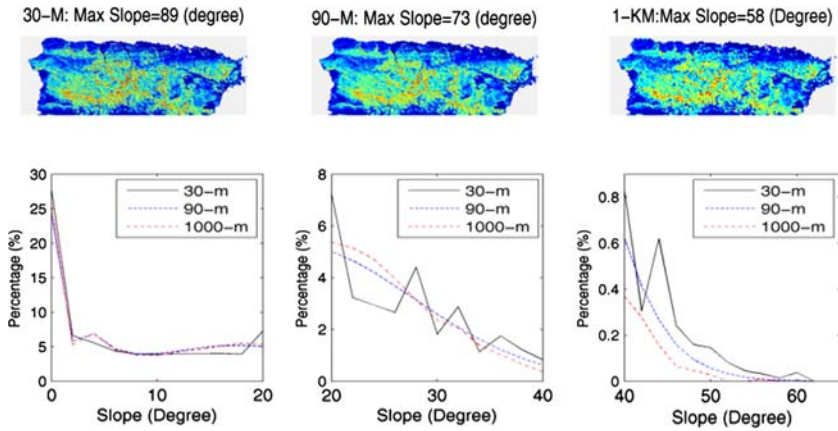 30-M: Max Slope=89 (degree)
90-M: Max Slope=73 (degree)
1-KM:Max Slope=58 (Degree)
30
25
20
15
10
5
0
Percentage (%)
30-m
90-m
1000-m
0
10
20
Slope (Degree)
8
6
4
2
0
Percentage (%)
30-m
90-m
1000-m
20
30
40
Slope (Degree)
0.8
0.6
0.4
0.2
0
Percentage (%)
30-m
90-m
1000-m
40
50
60
Slope (Degree)